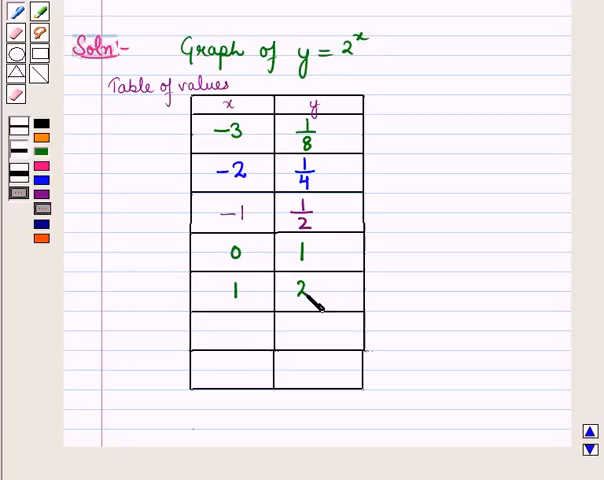 Soln:- Graph of y = 2^x
Table of values
x y
-3 1/8
-2 1/4
-1 1/2
0 1
1 2